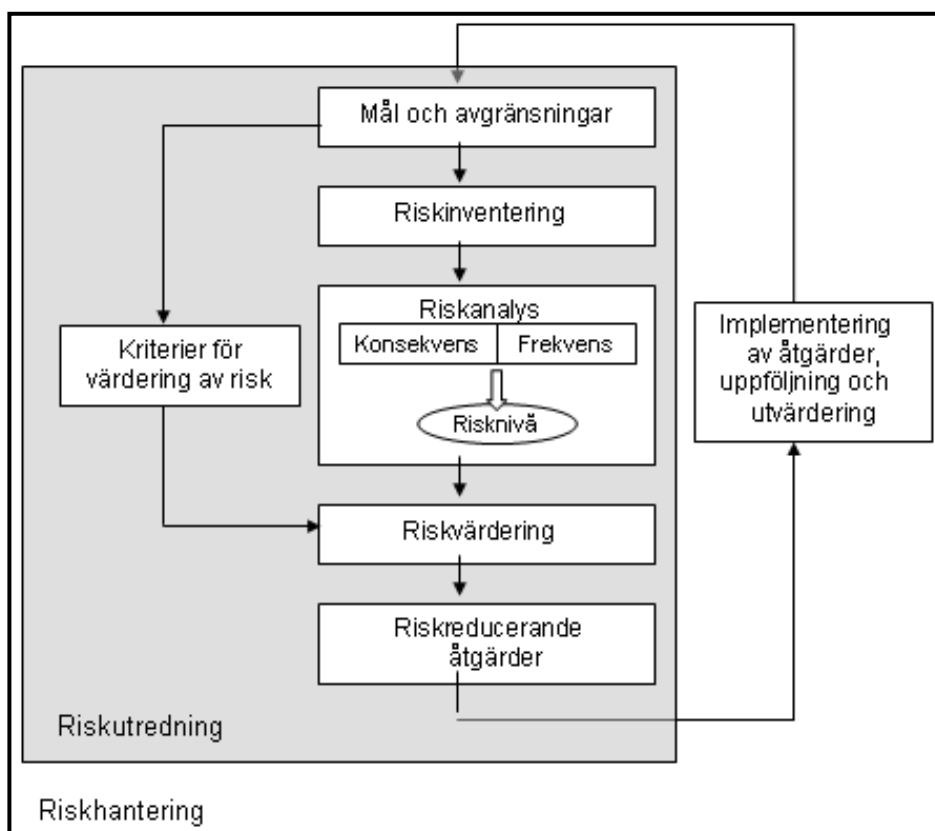 Mål och avgränsningar
Riskinventering
Riskanalys
Konsekvens
Frekvens
Risknivå
Kriterier för
värdering av risk
Implementering
av åtgärder,
uppföljning och
utvärdering
Riskvärdering
Riskreducerande
åtgärder
Riskutredning
Riskhantering